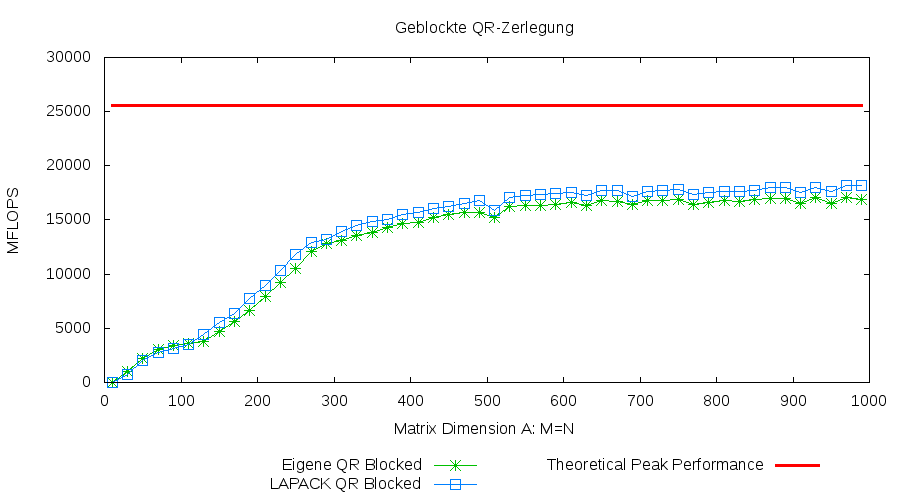 Geblockte QR-Zerlegung
30000
25000
20000
15000
10000
5000
0
MFLOPS
0 100 200 300 400 500 600 700 800 900 1000
Matrix Dimension A: M=N
Eigene QR Blocked
LAPACK QR Blocked
Theoretical Peak Performance